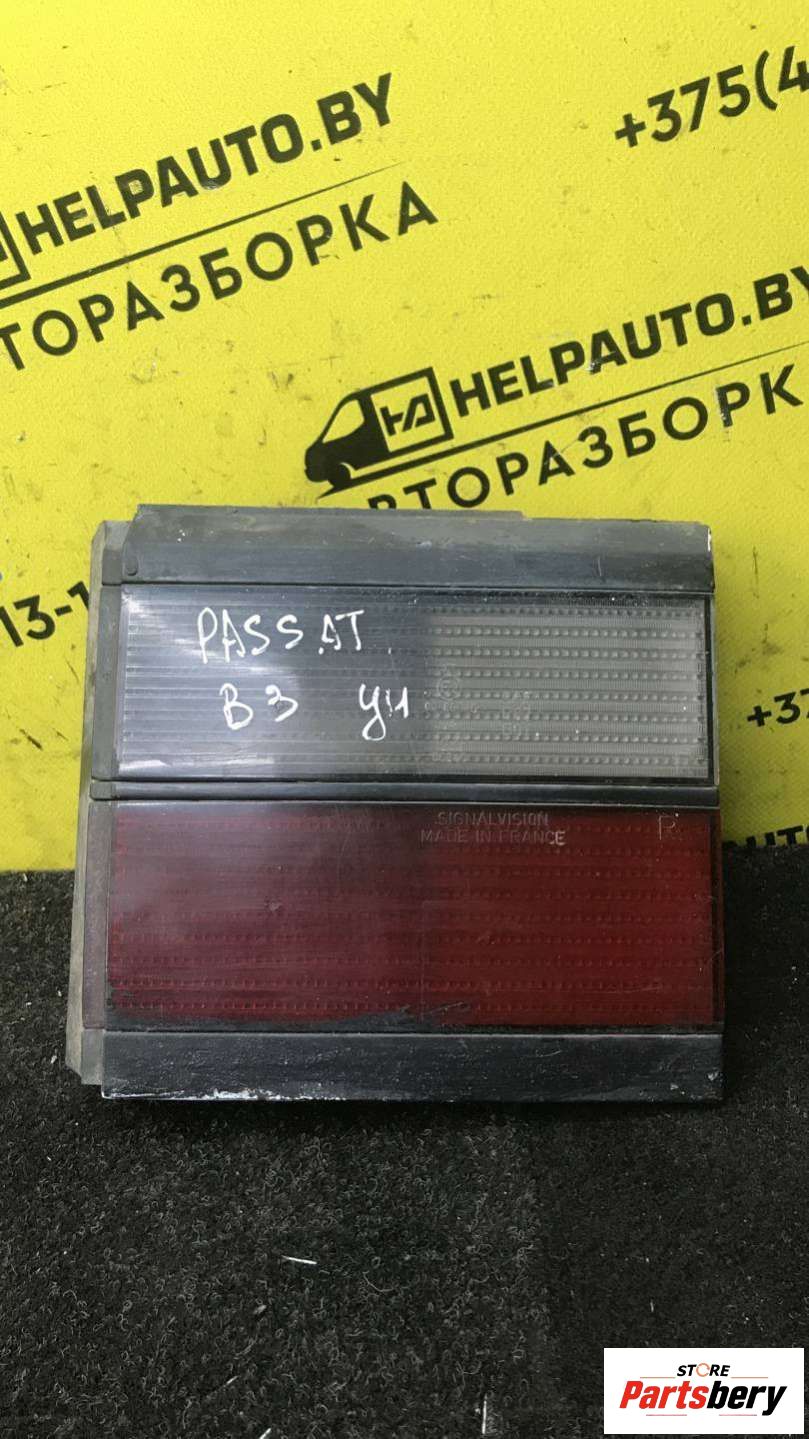 HELPAUTO.BY
ТОРАЗБОРКА
+375(4
HELPAUTO.BY
ВТОРАЗБОРК
13-1
+37
PASSAT
B3 УН
SIGNALVISION
MADE IN FRANCE
R
STORE
Partsbery